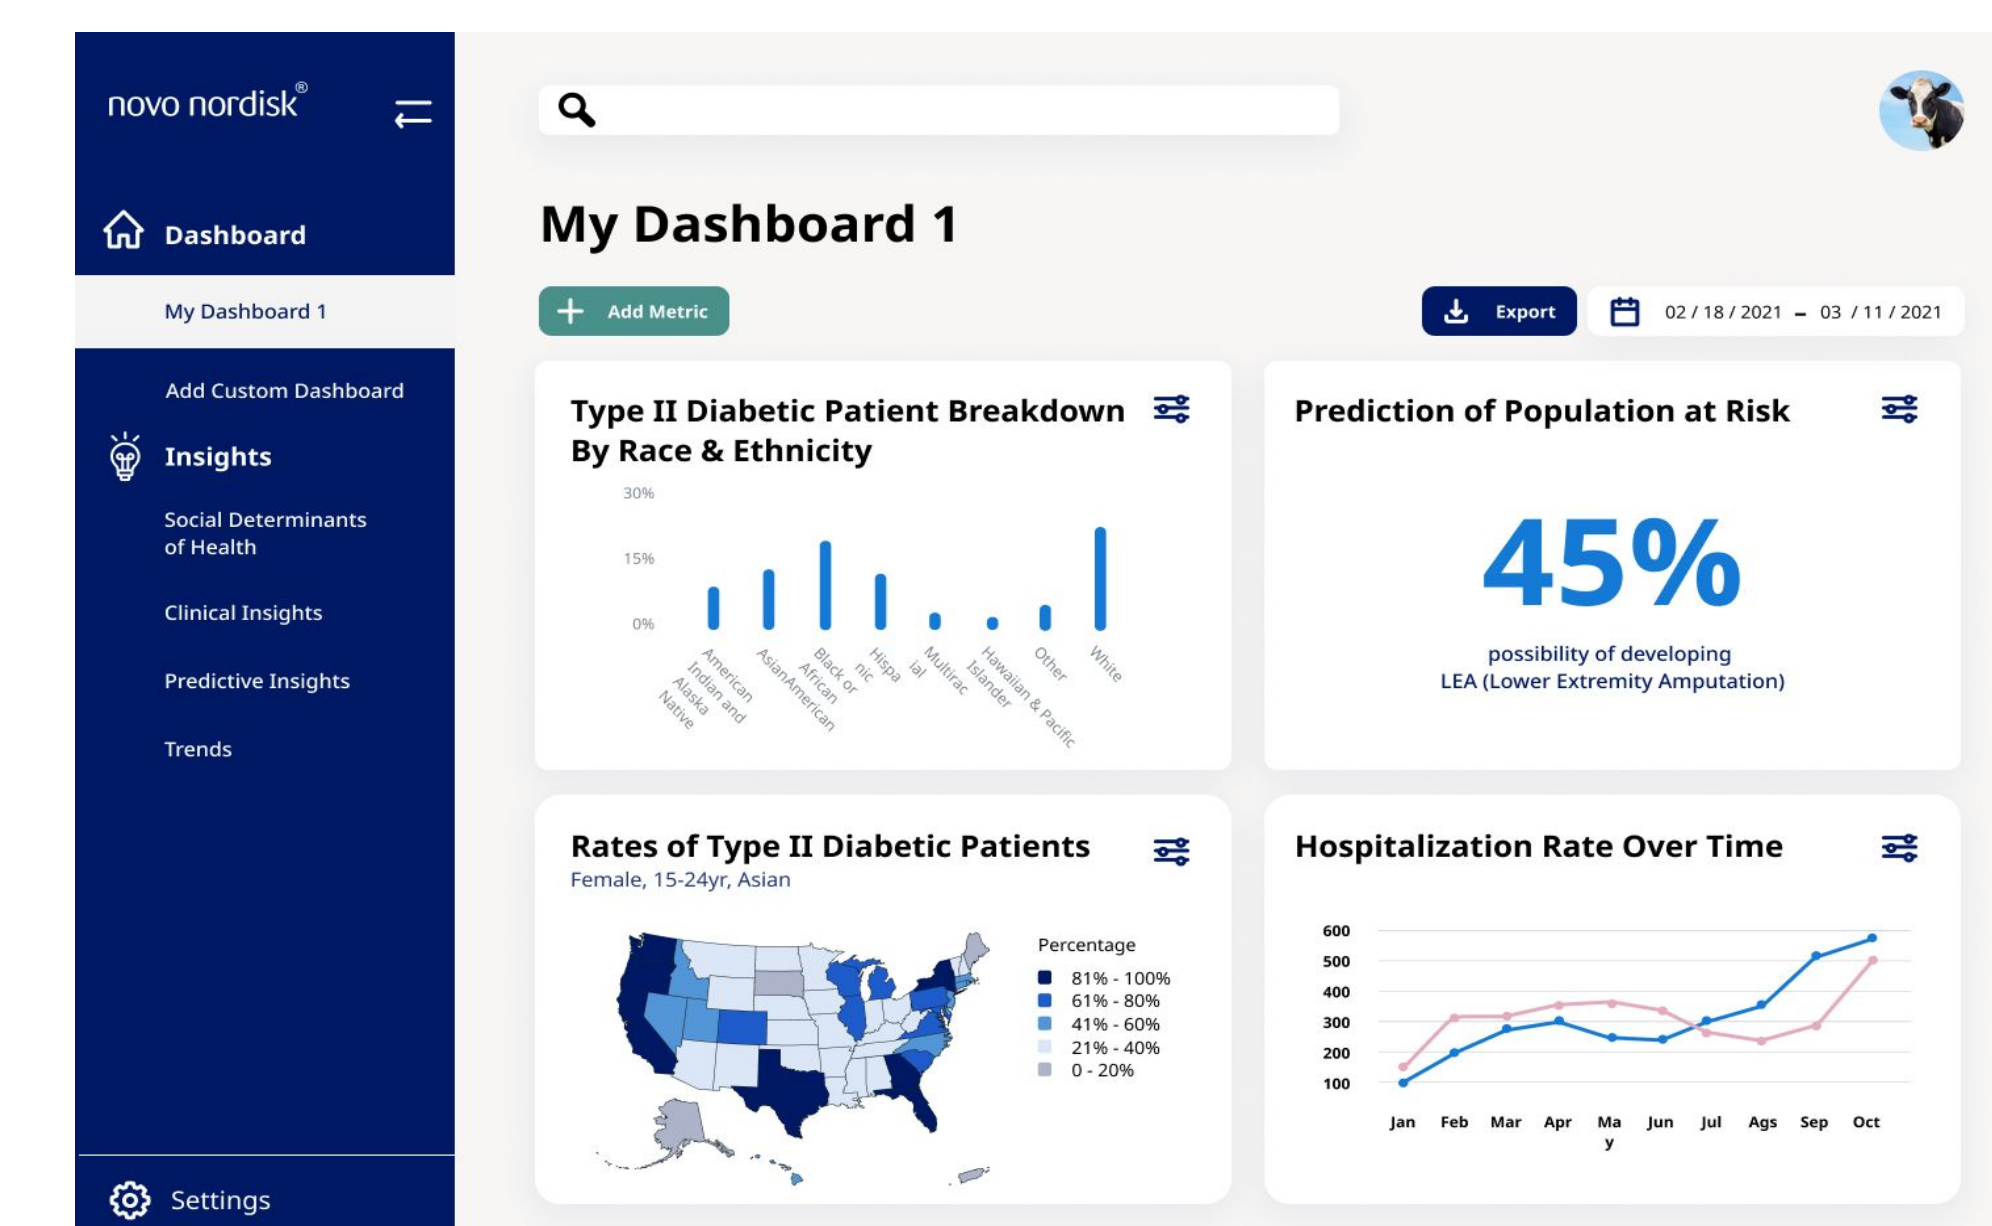 novo nordisk®
Dashboard
My Dashboard 1
Add Custom Dashboard
Insights
Social Determinants
of Health
Clinical Insights
Predictive Insights
Trends
Settings
My Dashboard 1
Add Metric
Export
02 / 18 / 2021 – 03 / 11 / 2021
Type II Diabetic Patient Breakdown
By Race & Ethnicity
30%
15%
0%
American
Indian and
Alaska
Native
AsianAmerican
Black or
African
Hispa
nic
Multirac
ial
Hawaiian & Pacific
Islander
Other
White
Prediction of Population at Risk
45%
possibility of developing
LEA (Lower Extremity Amputation)
Rates of Type II Diabetic Patients
Female, 15-24yr, Asian
Percentage
81% - 100%
61% - 80%
41% - 60%
21% - 40%
0 - 20%
Hospitalization Rate Over Time
600
500
400
300
200
100
Jan Feb Mar Apr Ma Jun Jul Ags Sep Oct
y